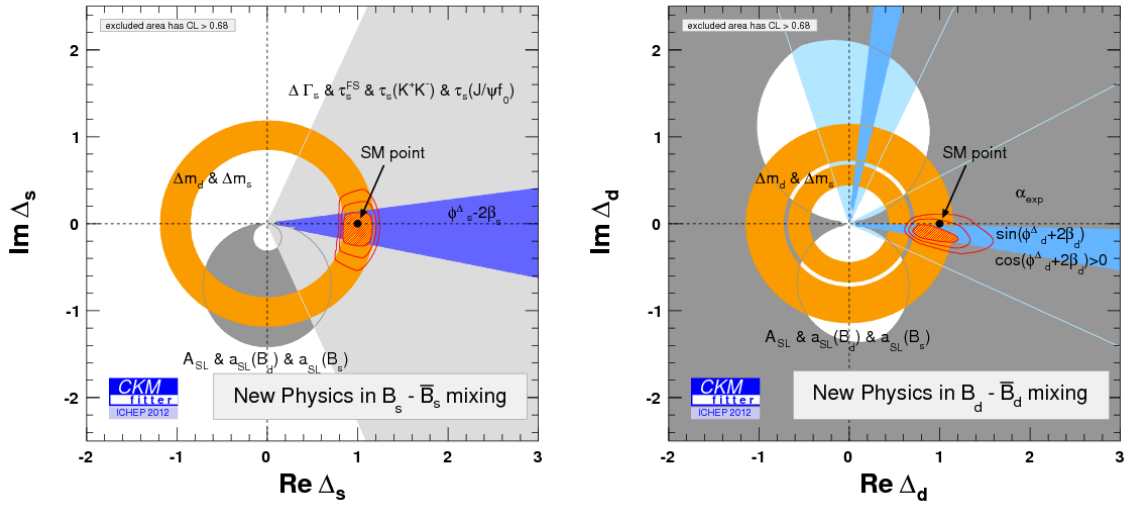 excluded area has CL > 0.68
Δ Γs & τsFS & τs(K+K-) & τs(J/ψf0)
SM point
Δmd & Δms
ϕΔs-2βs
ASL & aSL(Bd) & aSL(Bs)
CKM
fitter
ICHEP 2012
New Physics in Bs - B̅s mixing
Im Δs
2
1
0
-1
-2
-2
-1
0
1
2
3
Re Δs
excluded area has CL > 0.68
SM point
Δmd & Δms
αexp
sin(ϕΔd+2βd)
cos(ϕΔd+2βd)>0
ASL & aSL(Bd) & aSL(Bs)
CKM
fitter
ICHEP 2012
New Physics in Bd - B̅d mixing
Im Δd
2
1
0
-1
-2
-2
-1
0
1
2
3
Re Δd